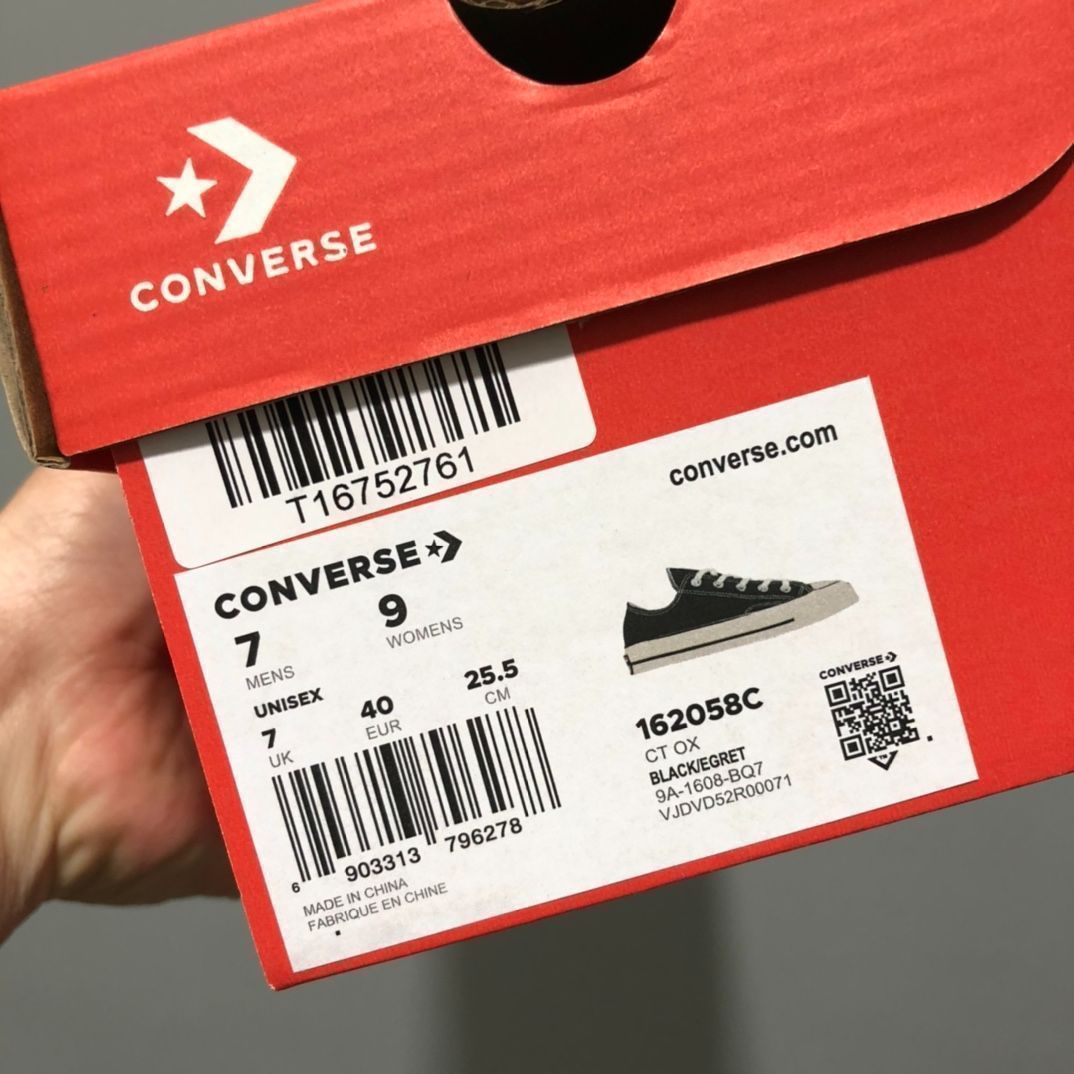 CONVERSE
T16752761
converse.com
CONVERSE
7
MENS
9
WOMENS
UNISEX
7
UK
40
EUR
25.5
CM
6 903313 796278
MADE IN CHINA
FABRIQUE EN CHINE
162058C
CT OX
BLACK/EGRET
9A-1608-BQ7
VJDVD52R00071
CONVERSE